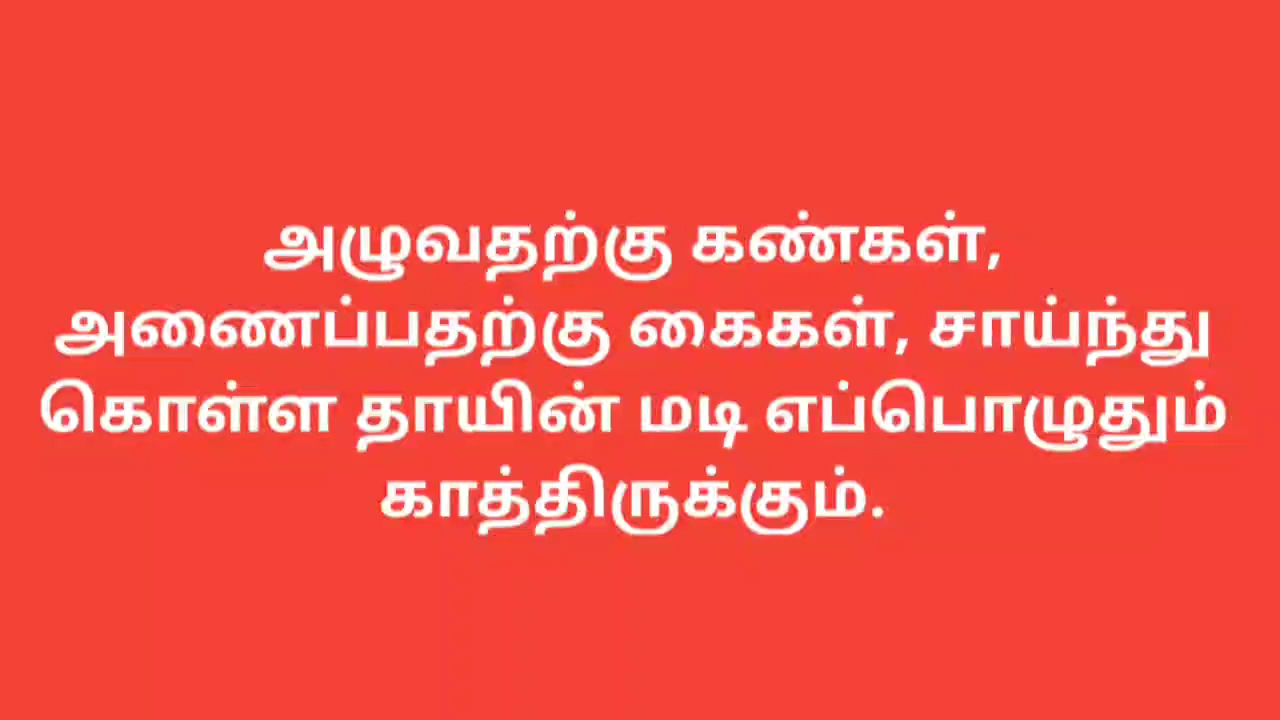 அழுவதற்கு கண்கள்,
அணைப்பதற்கு கைகள், சாய்ந்து
கொள்ள தாயின் மடி எப்பொழுதும்
காத்திருக்கும்.